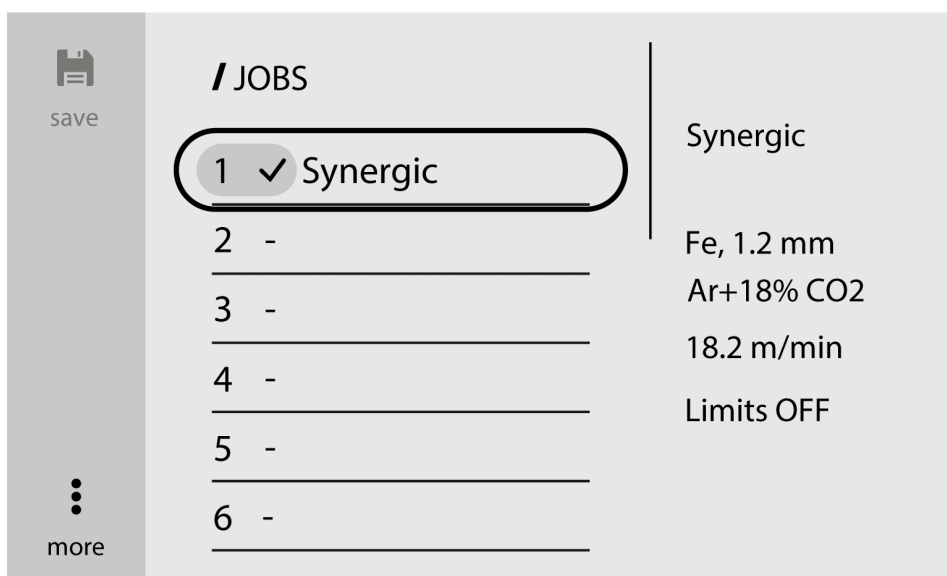 save
more
/ JOBS
1 ✓ Synergic
2 -
3 -
4 -
5 -
6 -
Synergic
Fe, 1.2 mm
Ar+18% CO2
18.2 m/min
Limits OFF